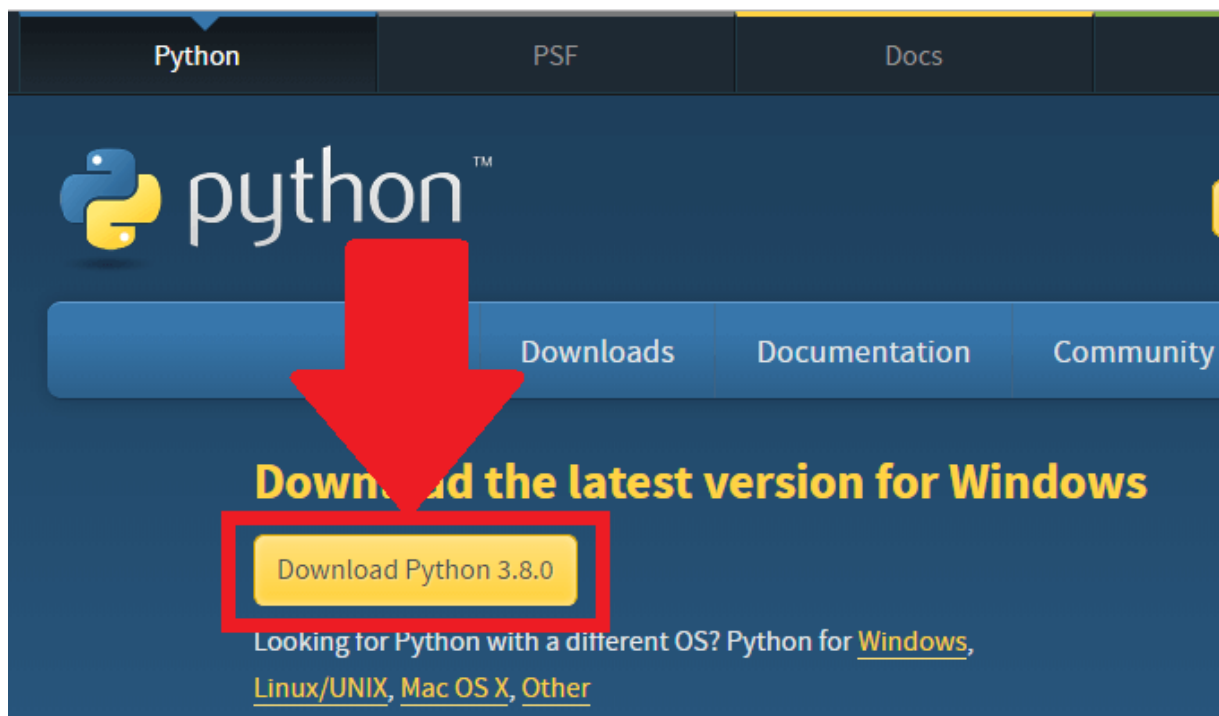 Python PSF Docs
python™
Downloads Documentation Community
Download the latest version for Windows
Download Python 3.8.0
Looking for Python with a different OS? Python for Windows,
Linux/UNIX, Mac OS X, Other